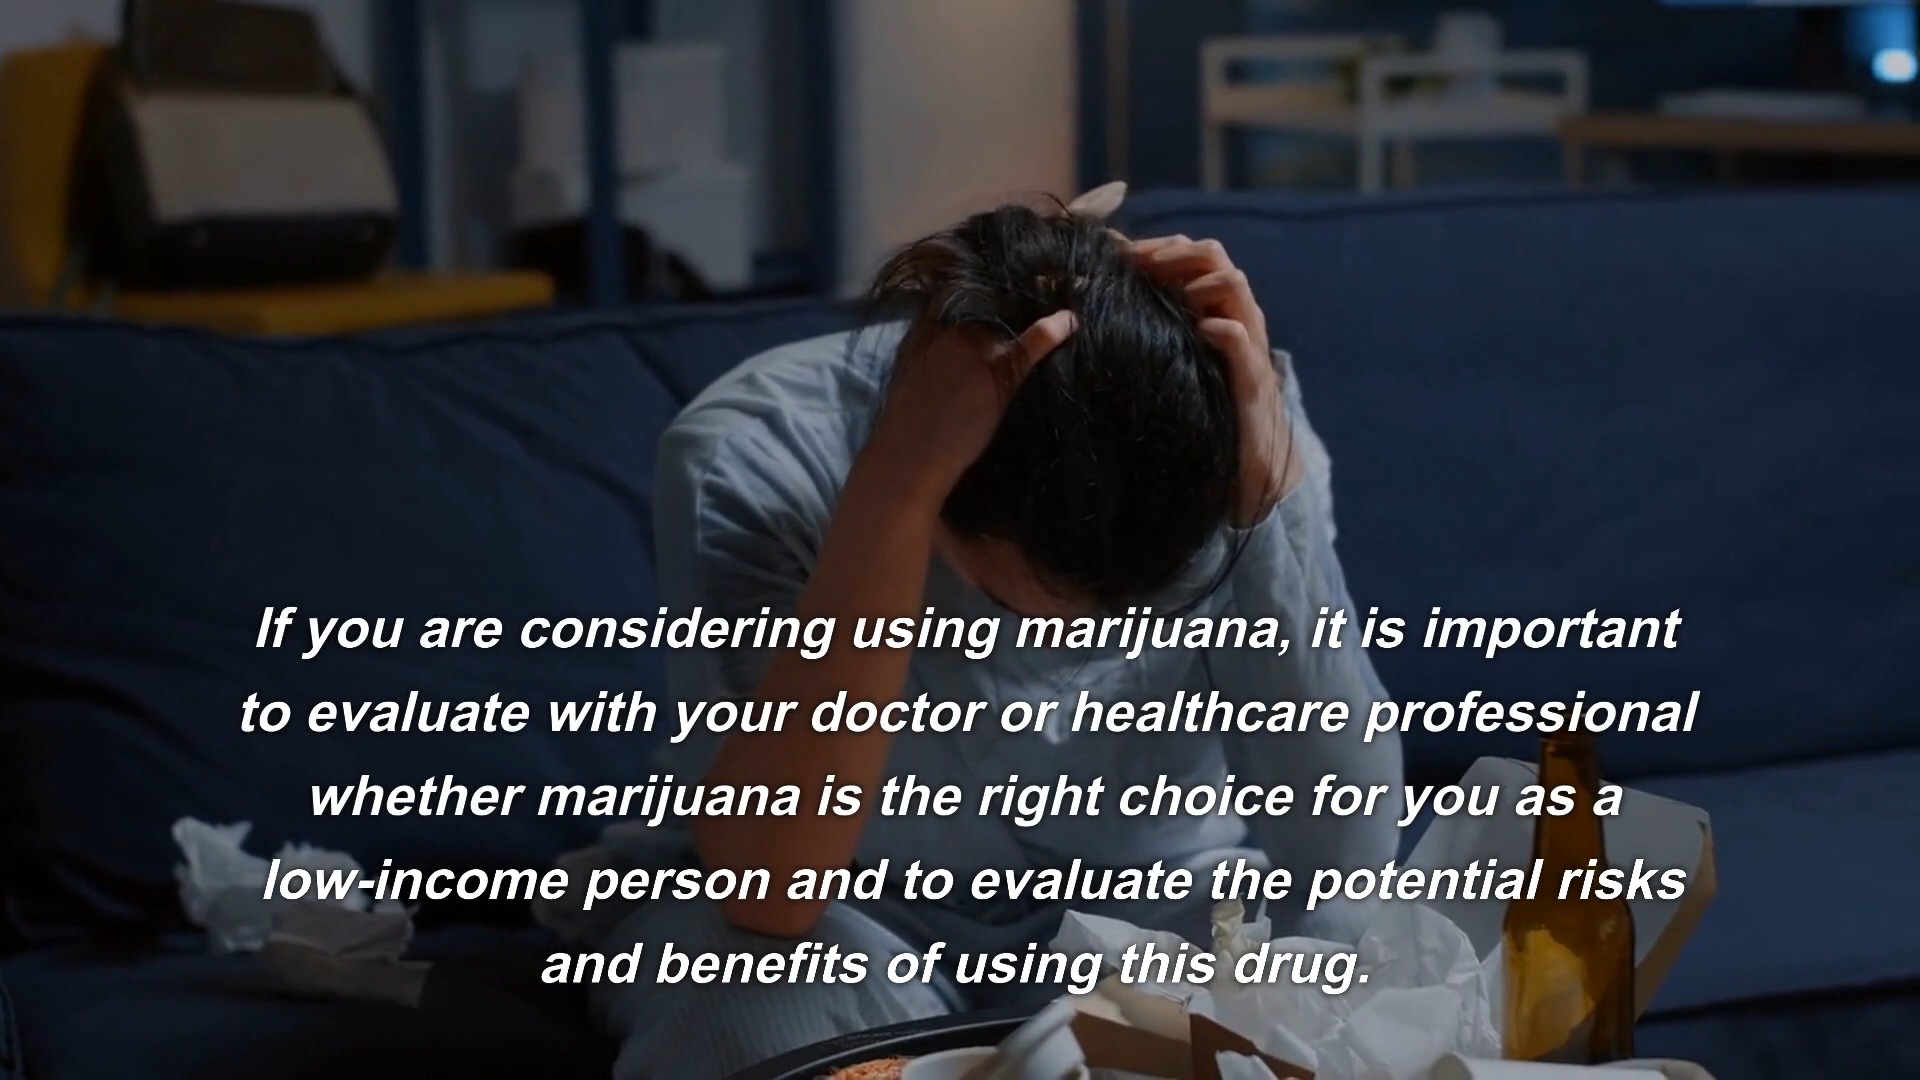 If you are considering using marijuana, it is important
to evaluate with your doctor or healthcare professional
whether marijuana is the right choice for you as a
low-income person and to evaluate the potential risks
and benefits of using this drug.